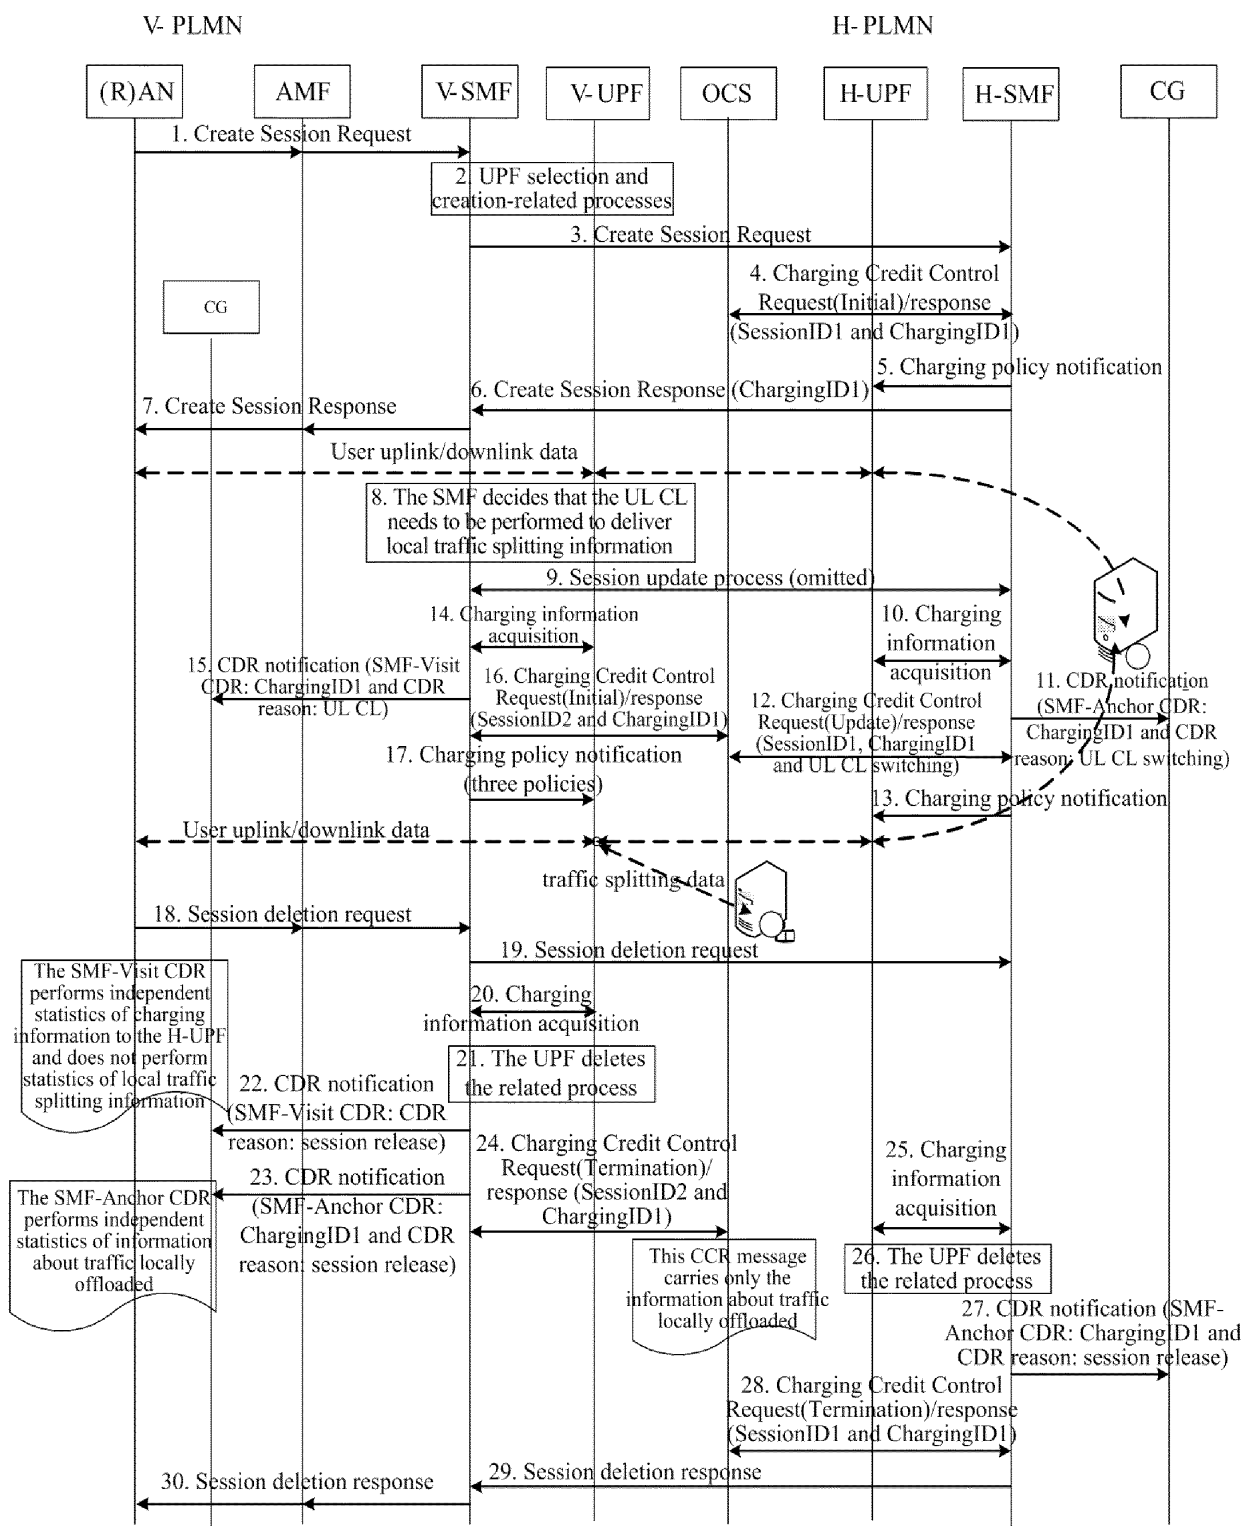 V- PLMN
H- PLMN
(R)AN
AMF
V-SMF
V-UPF
OCS
H-UPF
H-SMF
CG
1. Create Session Request
2. UPF selection and
creation-related processes
3. Create Session Request
CG
4. Charging Credit Control
Request(Initial)/response
(SessionID1 and ChargingID1)
5. Charging policy notification
6. Create Session Response (ChargingID1)
7. Create Session Response
User uplink/downlink data
8. The SMF decides that the UL CL
needs to be performed to deliver
local traffic splitting information
9. Session update process (omitted)
14. Charging information
acquisition
10. Charging
information
acquisition
15. CDR notification (SMF-Visit
CDR: ChargingID1 and CDR
reason: UL CL)
16. Charging Credit Control
Request(Initial)/response
(SessionID2 and ChargingID1)
12. Charging Credit Control
Request(Update)/response
(SessionID1, ChargingID1
and UL CL switching)
11. CDR notification
(SMF-Anchor CDR:
ChargingID1 and CDR
reason: UL CL switching)
17. Charging policy notification
(three policies)
13. Charging policy notification
User uplink/downlink data
traffic splitting data
18. Session deletion request
19. Session deletion request
The SMF-Visit CDR
performs independent
statistics of charging
information to the H-UPF
and does not perform
statistics of local traffic
splitting information
20. Charging
information acquisition
21. The UPF deletes
the related process
22. CDR notification
(SMF-Visit CDR: CDR
reason: session release)
24. Charging Credit Control
Request(Termination)/
response (SessionID2 and
ChargingID1)
25. Charging
information
acquisition
23. CDR notification
(SMF-Anchor CDR:
ChargingID1 and CDR
reason: session release)
The SMF-Anchor CDR
performs independent
statistics of information
about traffic locally
offloaded
This CCR message
carries only the
information about traffic
locally offloaded
26. The UPF deletes
the related process
27. CDR notification (SMF-
Anchor CDR: ChargingID1 and
CDR reason: session release)
28. Charging Credit Control
Request(Termination)/response
(SessionID1 and ChargingID1)
29. Session deletion response
30. Session deletion response